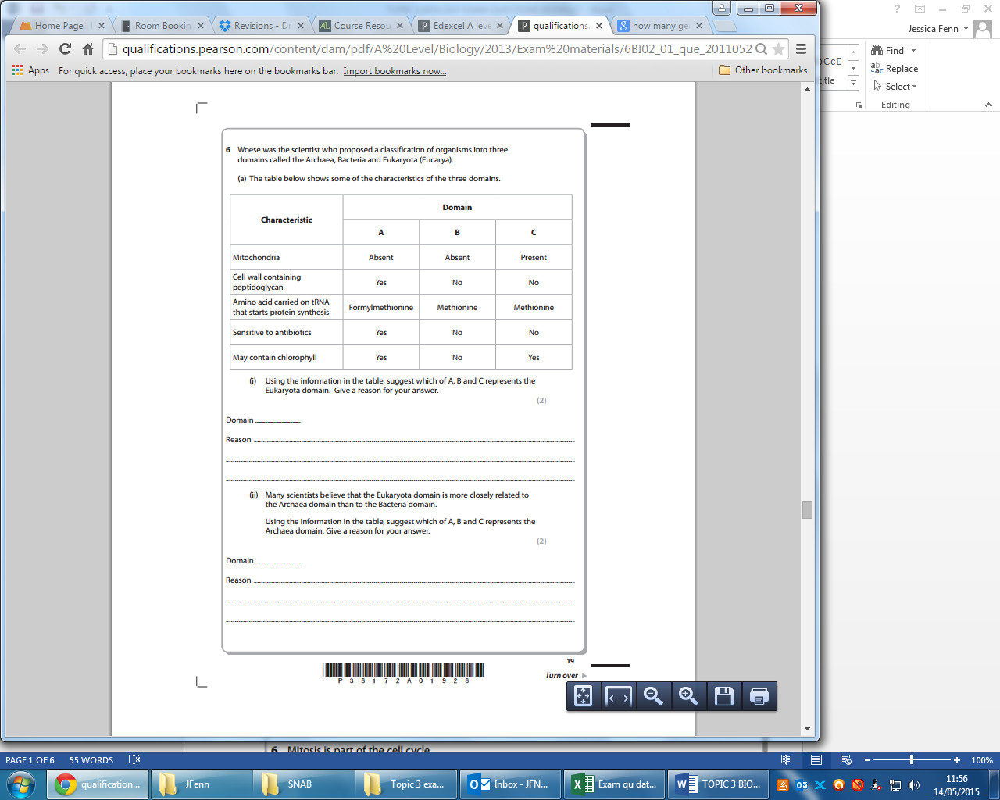 Home Page |
Room Bookin
Revisions - Dr
Course Resou
Edexcel A leve
qualifications.
how many ge
Jessica Fenn
qualifications.pearson.com/content/dam/pdf/A%20Level/Biology/2013/Exam%20materials/6BI02_01_que_2011052
Apps For quick access, place your bookmarks here on the bookmarks bar. Import bookmarks now... Other bookmarks
Find
Replace
Select
Editing
title
6 Woese was the scientist who proposed a classification of organisms into three
domains called the Archaea, Bacteria and Eukaryota (Eucarya).
(a) The table below shows some of the characteristics of the three domains.
Characteristic
Domain
A B C
Mitochondria Absent Absent Present
Cell wall containing
peptidoglycan Yes No No
Amino acid carried on tRNA
that starts protein synthesis Formylmethionine Methionine Methionine
Sensitive to antibiotics Yes No No
May contain chlorophyll Yes No Yes
(i) Using the information in the table, suggest which of A, B and C represents the
Eukaryota domain. Give a reason for your answer.
(2)
Domain
Reason
(ii) Many scientists believe that the Eukaryota domain is more closely related to
the Archaea domain than to the Bacteria domain.
Using the information in the table, suggest which of A, B and C represents the
Archaea domain. Give a reason for your answer.
(2)
Domain
Reason
19
Turn over
P 3 8 1 7 2 A 0 1 9 2 8
6 Mitosis is part of the cell cycle
PAGE 1 OF 6 55 WORDS 100%
qualification...
JFenn
SNAB
Topic 3 exa...
Inbox - JFN...
Exam qu dat...
TOPIC 3 BIO...
11:56
14/05/2015